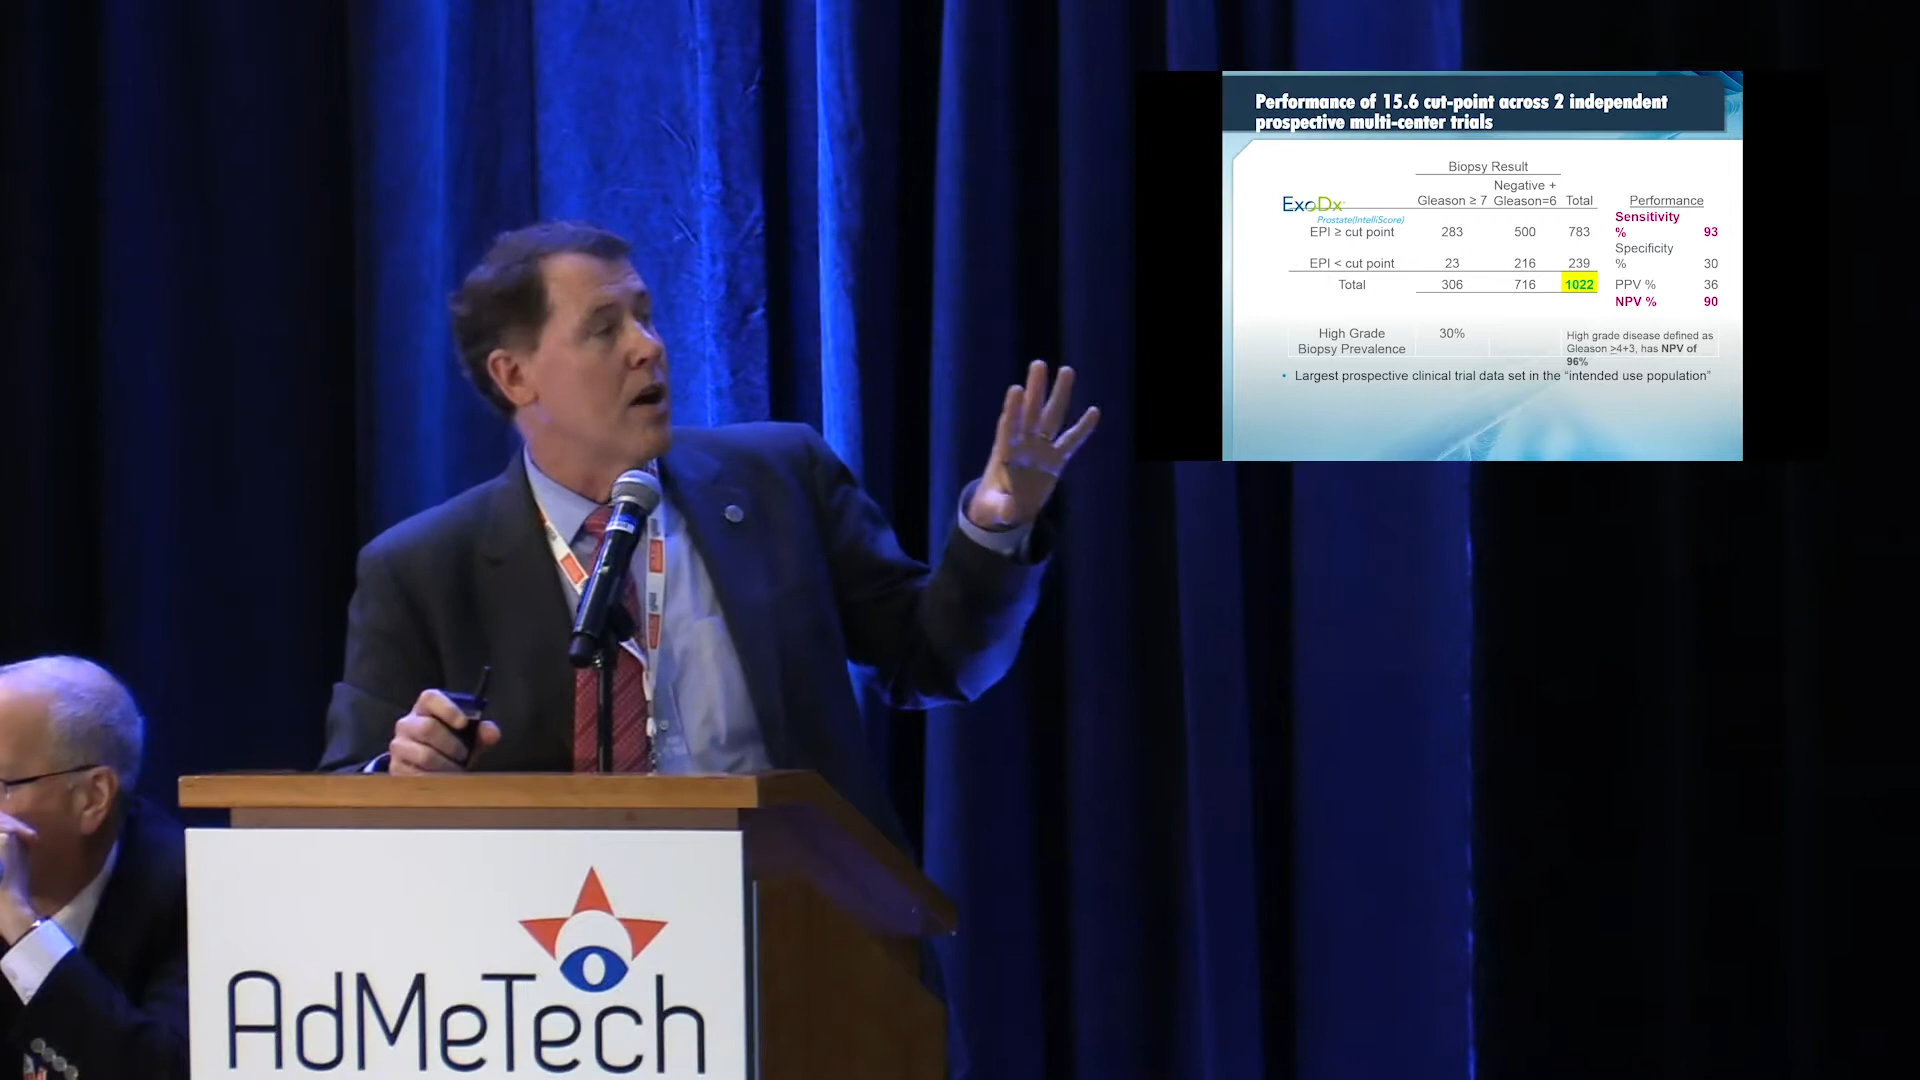 Performance of 15.6 cut-point across 2 independent
prospective multi-center trials
Biopsy Result
Gleason ≥ 7 Negative + Gleason=6 Total Performance
ExoDx
Prostate(IntelliScore)
Sensitivity
EPI ≥ cut point 283 500 783 % 93
Specificity
EPI < cut point 23 216 239 % 30
Total 306 716 1022 PPV % 36
NPV % 90
High Grade
Biopsy Prevalence 30%
High grade disease defined as
Gleason ≥4+3, has NPV of
96%
• Largest prospective clinical trial data set in the “intended use population”
AdMeTech